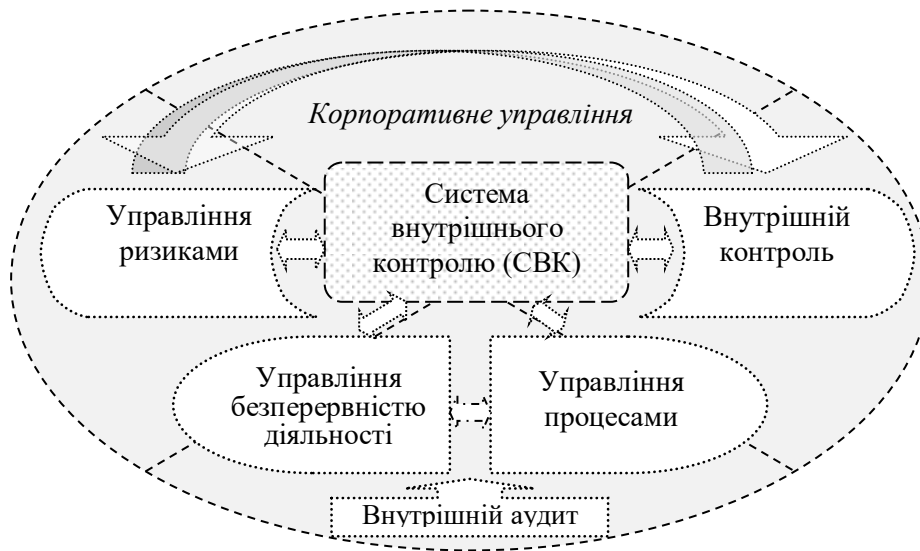 Корпоративне управління
Система
внутрішнього
контролю (СВК)
Управління
ризиками
Внутрішній
контроль
Управління
безперервністю
діяльності
Управління
процесами
Внутрішній аудит